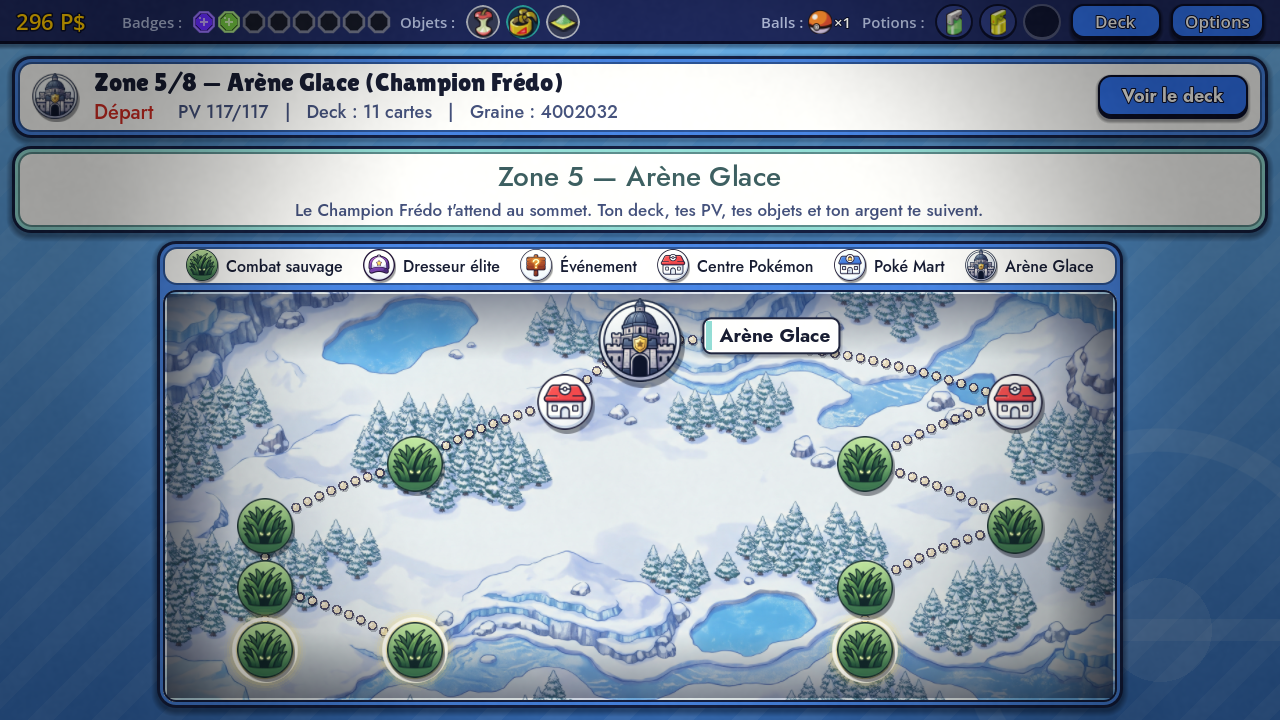 296 P$ Badges : Objets : Balls : ×1 Potions : Deck Options
Zone 5/8 — Arène Glace (Champion Frédo)
Départ PV 117/117 | Deck : 11 cartes | Graine : 4002032
Voir le deck
Zone 5 — Arène Glace
Le Champion Frédo t'attend au sommet. Ton deck, tes PV, tes objets et ton argent te suivent.
Combat sauvage Dresseur élite Événement Centre Pokémon Poké Mart Arène Glace
Arène Glace